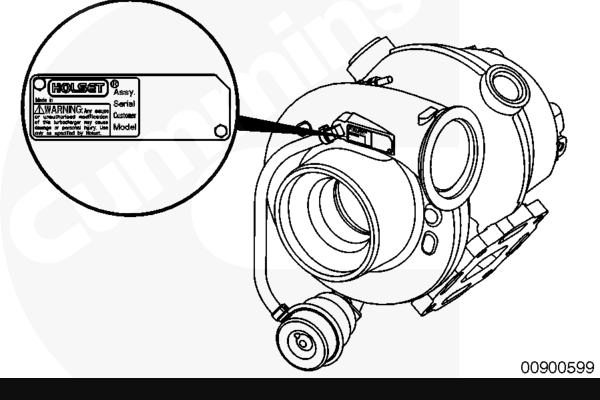 HOLSET®
Assy.
Made in
Serial
⚠WARNING: Any misuse
or unauthorized modification
of this turbocharger may cause
damage or personal injury. Use
only as specified by Holset.
Customer
Model
cummins
00900599